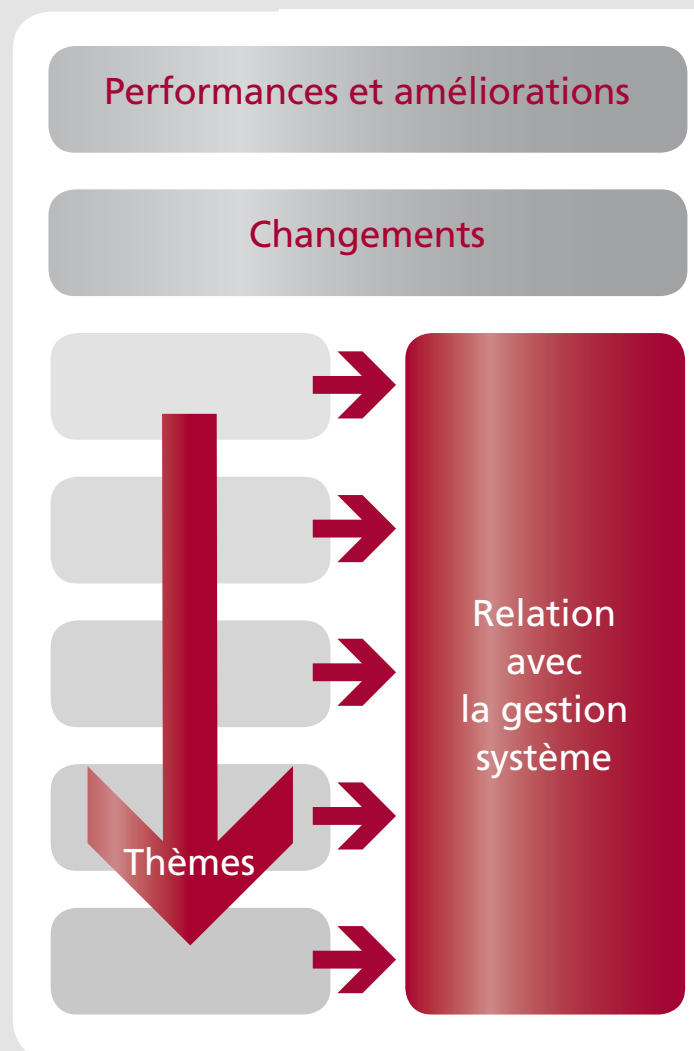 Performances et améliorations
Changements
Relation
avec
la gestion
système
Thèmes